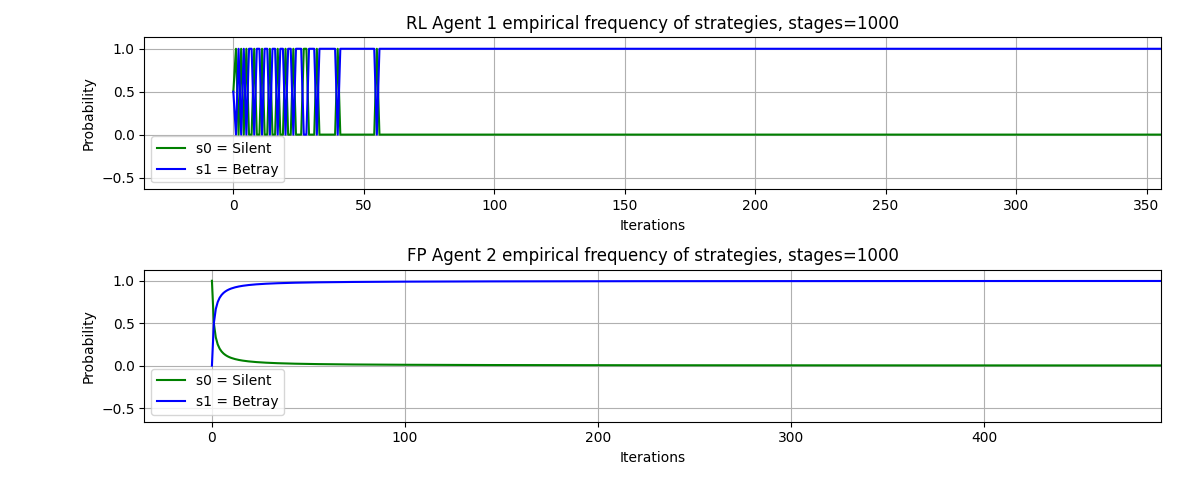 RL Agent 1 empirical frequency of strategies, stages=1000
1.0
0.5
0.0
−0.5
Probability
s0 = Silent
s1 = Betray
0 50 100 150 200 250 300 350
Iterations
FP Agent 2 empirical frequency of strategies, stages=1000
1.0
0.5
0.0
−0.5
Probability
s0 = Silent
s1 = Betray
0 100 200 300 400
Iterations